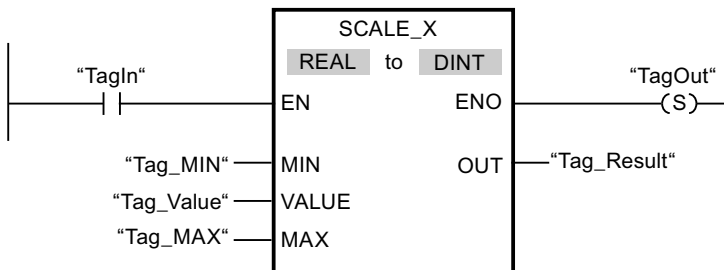 SCALE_X
REAL to DINT
“TagIn“
“TagOut“
EN
ENO
(S)
“Tag_MIN“
MIN
OUT
“Tag_Result“
“Tag_Value“
VALUE
“Tag_MAX“
MAX